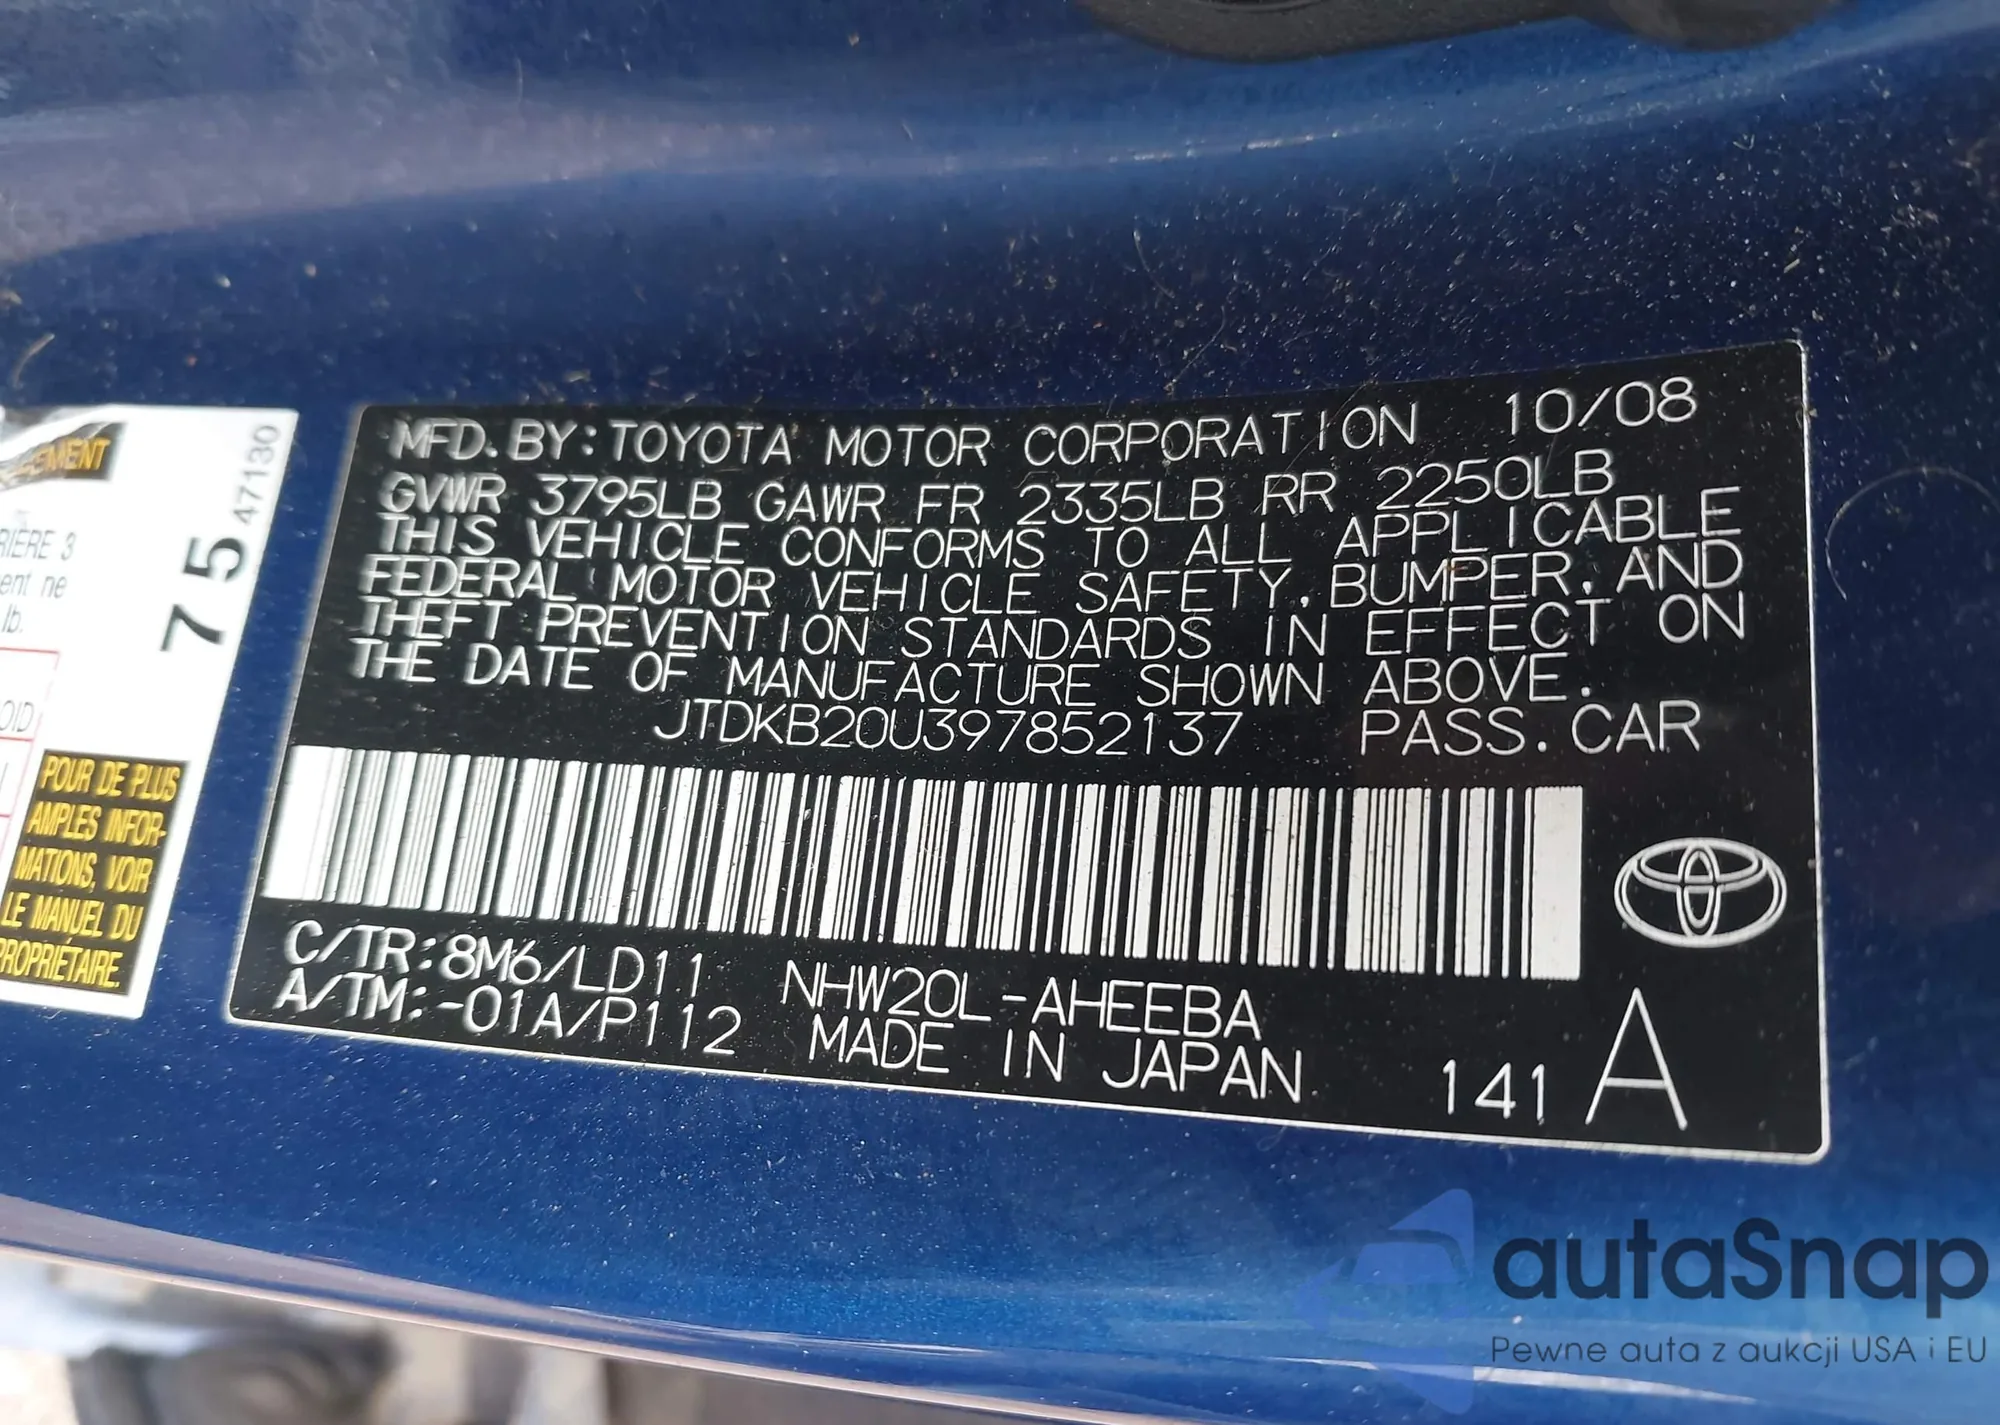 MFD. BY: TOYOTA MOTOR CORPORATION 10/08
GVWR 3795LB GAWR FR 2335LB RR 2250LB
THIS VEHICLE CONFORMS TO ALL APPLICABLE
FEDERAL MOTOR VEHICLE SAFETY, BUMPER, AND
THEFT PREVENTION STANDARDS IN EFFECT ON
THE DATE OF MANUFACTURE SHOWN ABOVE.
JTDKB20U397852137 PASS. CAR
C/TR: 8M6/LD11 NHW20L-AHEEBA
A/TM: -01A/P112 MADE IN JAPAN 141 A
75
47130
3
ne
lb.
POUR DE PLUS
AMPLES INFOR-
MATIONS, VOIR
LE MANUEL DU
PROPRIÉTAIRE.
autaSnap
Pewne auta z aukcji USA i EU